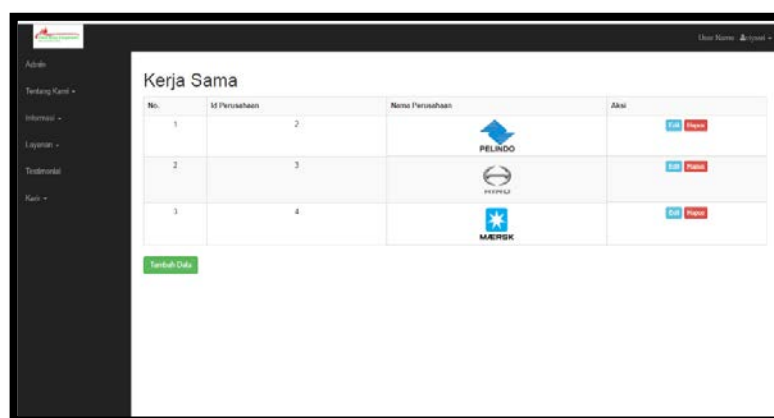 User Name
Admin
Tentang Kami
Informasi
Layanan
Testimonial
Karir
Kerja Sama
No. Id Perusahaan Nama Perusahaan Aksi
1 2 PELINDO Edit Hapus
2 3 HINO Edit Hapus
3 4 MAERSK Edit Hapus
Tambah Data